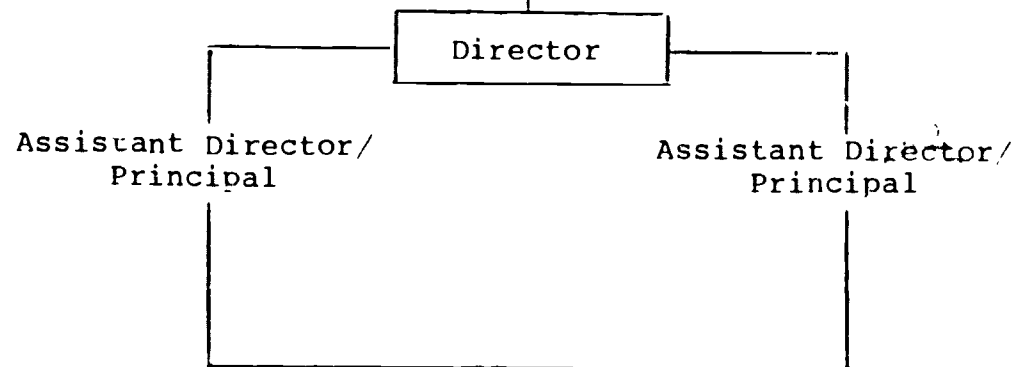 Director
Assistant Director/
Principal
Assistant Director/
Principal